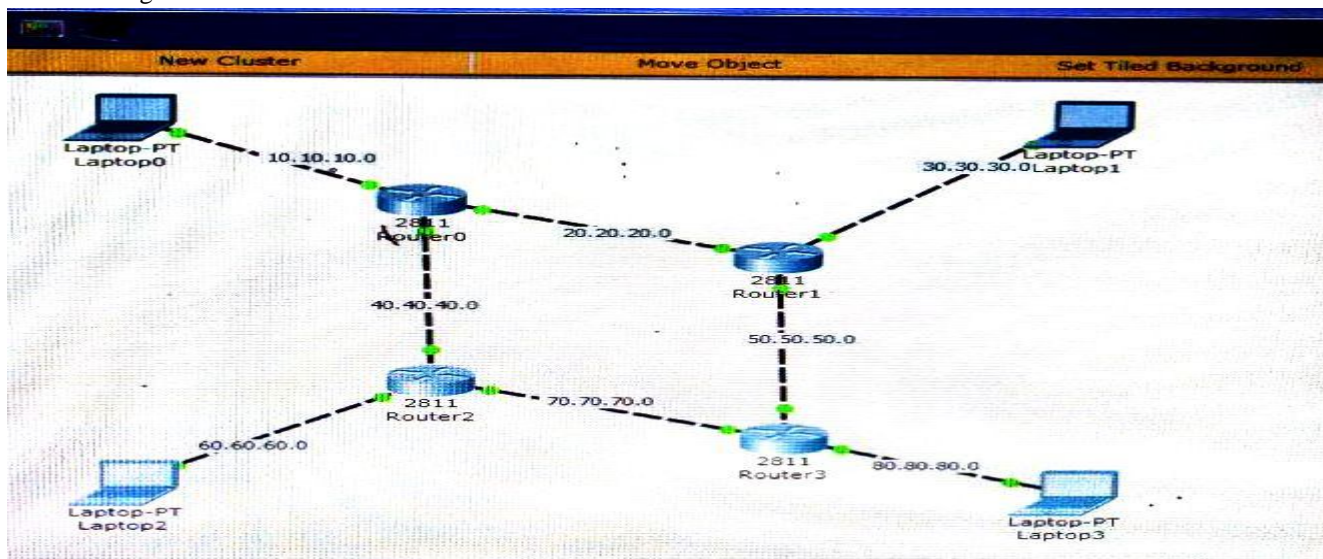 New Cluster
Move Object
Set Tiled Background
Laptop-PT
Laptop0
10.10.10.0
2811
Router0
20.20.20.0
30.30.30.0
Laptop-PT
Laptop1
2811
Router1
40.40.40.0
50.50.50.0
2811
Router2
70.70.70.0
60.60.60.0
2811
Router3
80.80.80.0
Laptop-PT
Laptop2
Laptop-PT
Laptop3